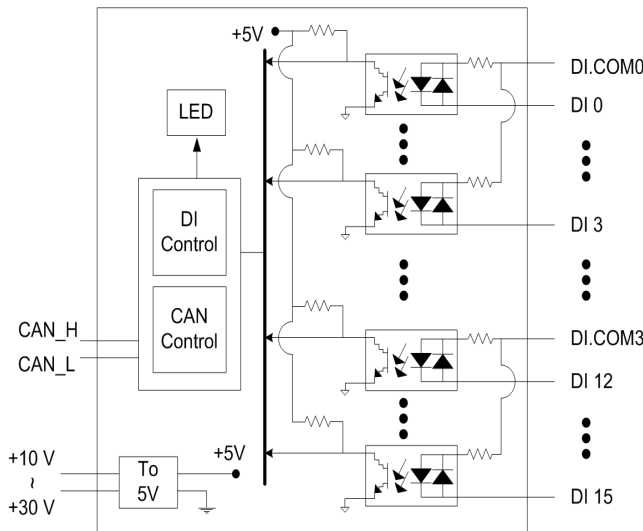 +5V
DI.COM0
LED
DI 0
DI
Control
DI 3
CAN
Control
CAN_H
CAN_L
DI.COM3
DI 12
+10 V
~
+30 V
To
5V
+5V
DI 15